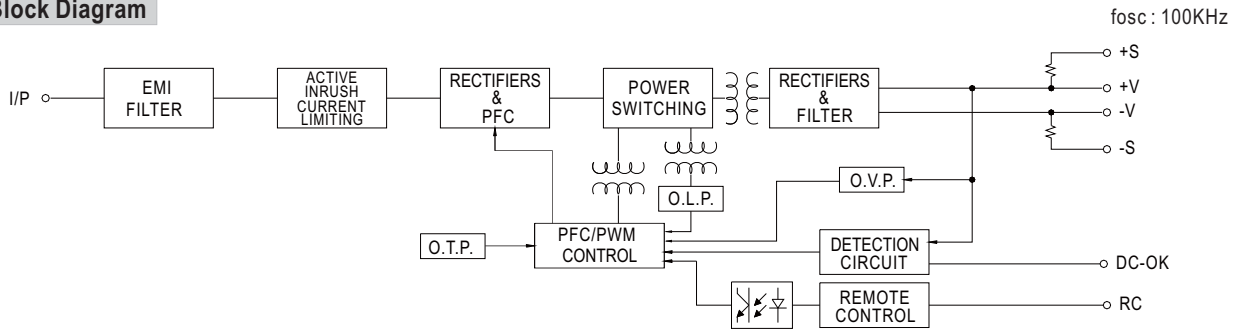 Block Diagram
fosc : 100KHz
I/P
EMI
FILTER
ACTIVE
INRUSH
CURRENT
LIMITING
RECTIFIERS
&
PFC
POWER
SWITCHING
RECTIFIERS
&
FILTER
+S
+V
-V
-S
O.V.P.
O.L.P.
O.T.P.
PFC/PWM
CONTROL
DETECTION
CIRCUIT
DC-OK
REMOTE
CONTROL
RC